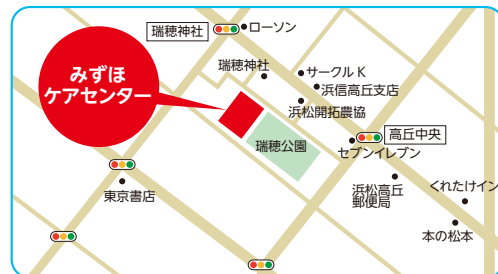 瑞穂神社
ローソン
みずほ
ケアセンター
瑞穂神社
サークルK
浜信高丘支店
浜松開拓農協
高丘中央
瑞穂公園
セブンイレブン
東京書店
浜松高丘
郵便局
くれたけイン
本の松本